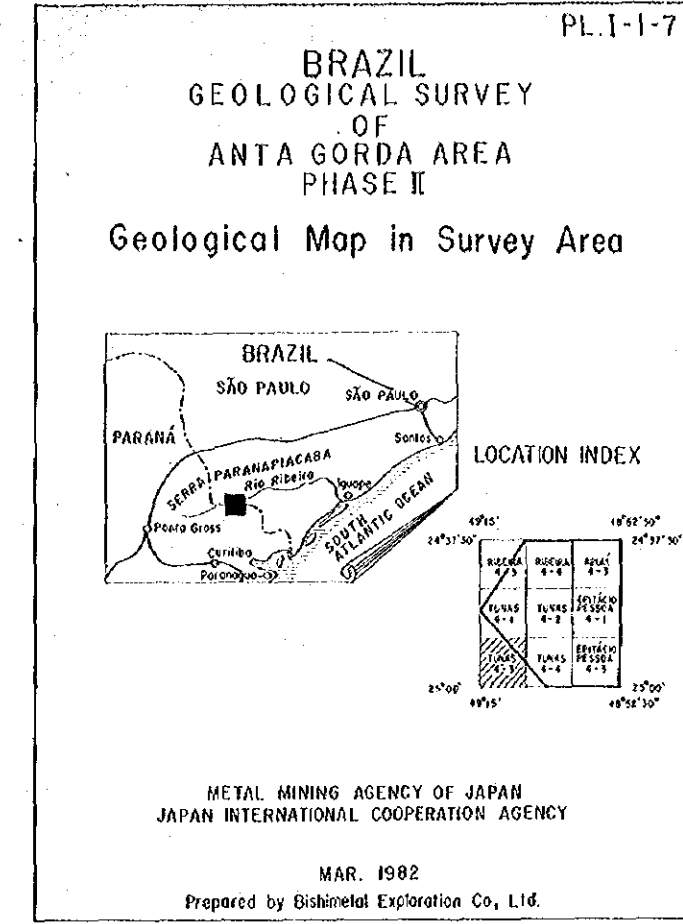 PL.I-1-7
BRAZIL
GEOLOGICAL SURVEY
OF
ANTA GORDA AREA
PHASE II
Geological Map in Survey Area
BRAZIL
SÃO PAULO
SÃO PAULO
PARANÁ
Santos
SERRA PARANAPIACABA
Rio Ribeira
Iguape
Ponta Gross
Curitiba
Paranagua
SOUTH
ATLANTIC OCEAN
LOCATION INDEX
49°15' 48°52'30"
24°37'30" 24°37'30"
RIBEIRA RIBEIRA
4-3 4-4 4-3
TUNAS TUNAS EPITÁCIO
PESSOA
4-1 4-2 4-1
TUNAS TUNAS EPITÁCIO
PESSOA
4-3 4-4 4-3
25°00' 25°00'
49°15' 48°52'30"
METAL MINING AGENCY OF JAPAN
JAPAN INTERNATIONAL COOPERATION AGENCY
MAR. 1982
Prepared by Bishimetal Exploration Co, Ltd.